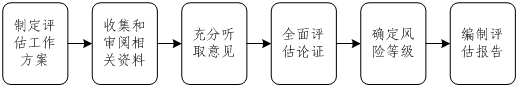 制定评
估工作
方案
收集和
审阅相
关资料
充分听
取意见
全面评
估论证
确定风
险等级
编制评
估报告